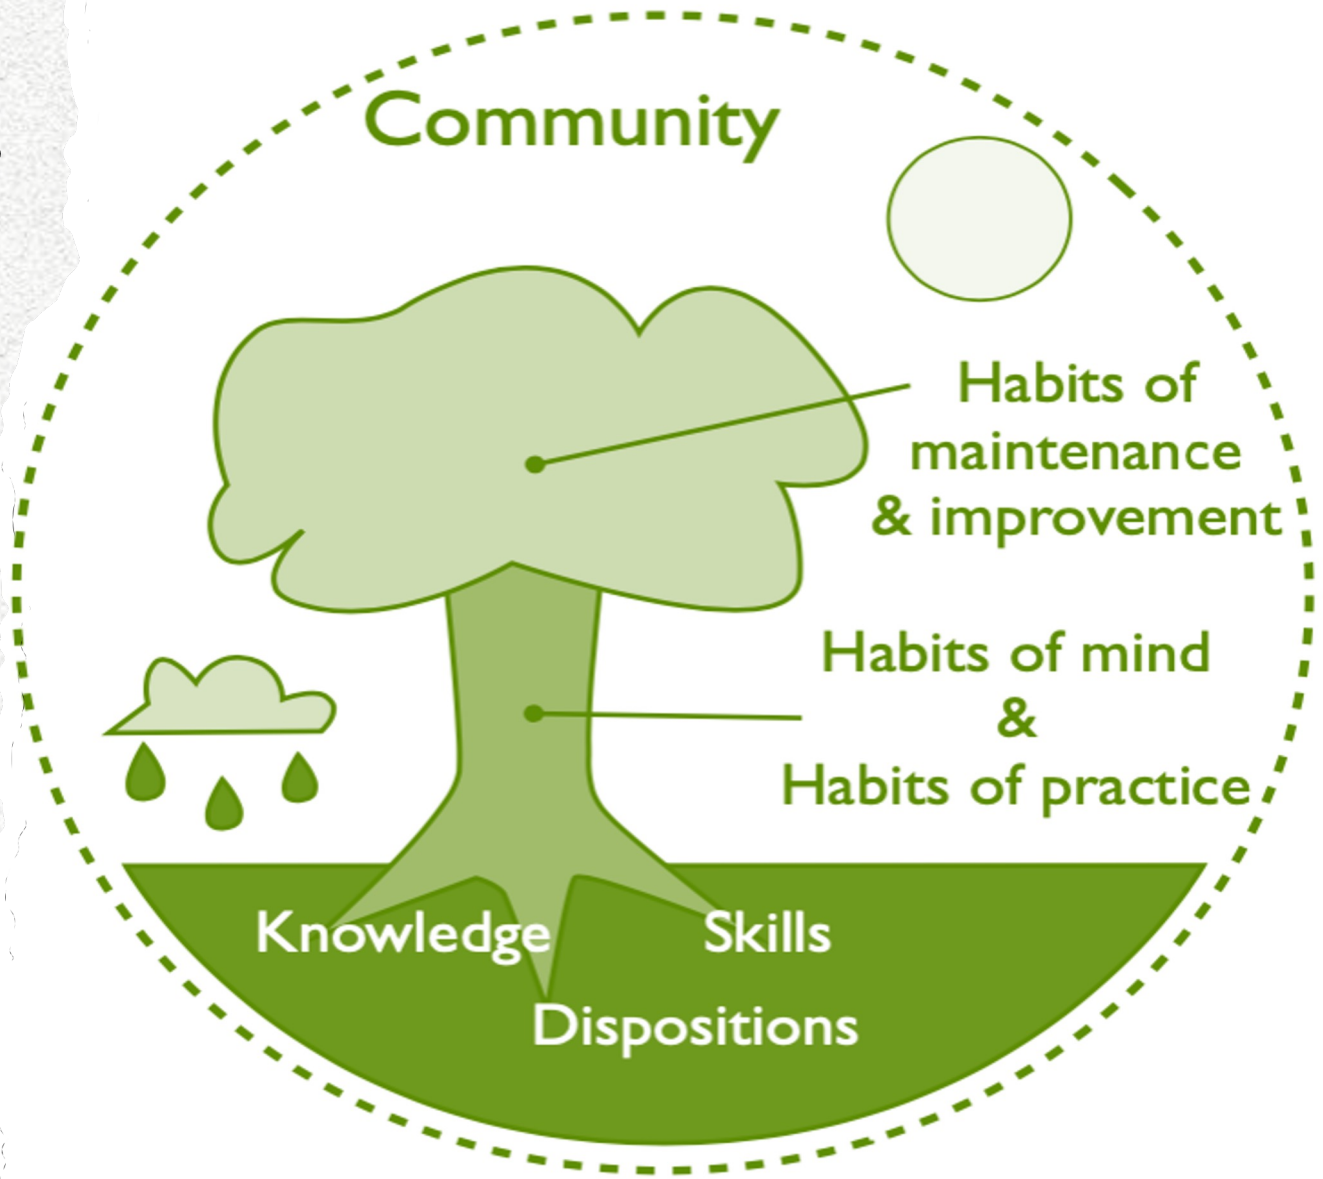 Community
Habits of
maintenance
& improvement
Habits of mind
&
Habits of practice
Knowledge
Skills
Dispositions